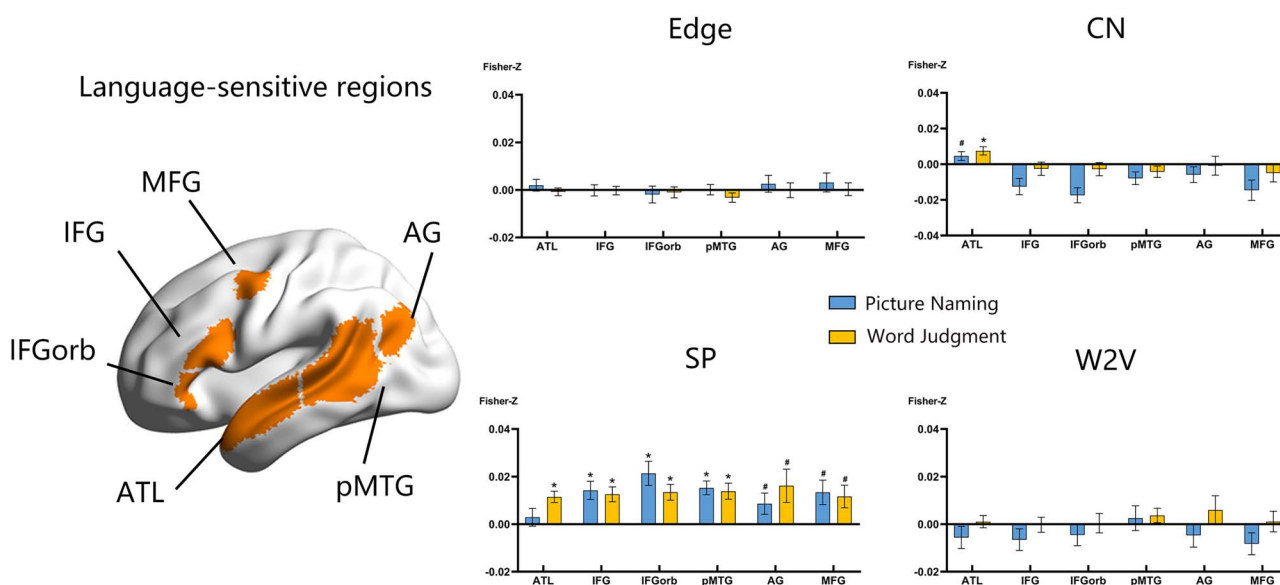 Language-sensitive regions
MFG
IFG
AG
IFGorb
ATL
pMTG
Edge
Fisher-Z
0.04
0.02
0.00
-0.02
ATL IFG IFGorb pMTG AG MFG
CN
Fisher-Z
0.04
0.02
0.00
-0.02
-0.04
# *
ATL IFG IFGorb pMTG AG MFG
Picture Naming
Word Judgment
SP
Fisher-Z
0.04
0.02
0.00
-0.02
* * * * * * * # # # #
ATL IFG IFGorb pMTG AG MFG
W2V
Fisher-Z
0.04
0.02
0.00
-0.02
ATL IFG IFGorb pMTG AG MFG